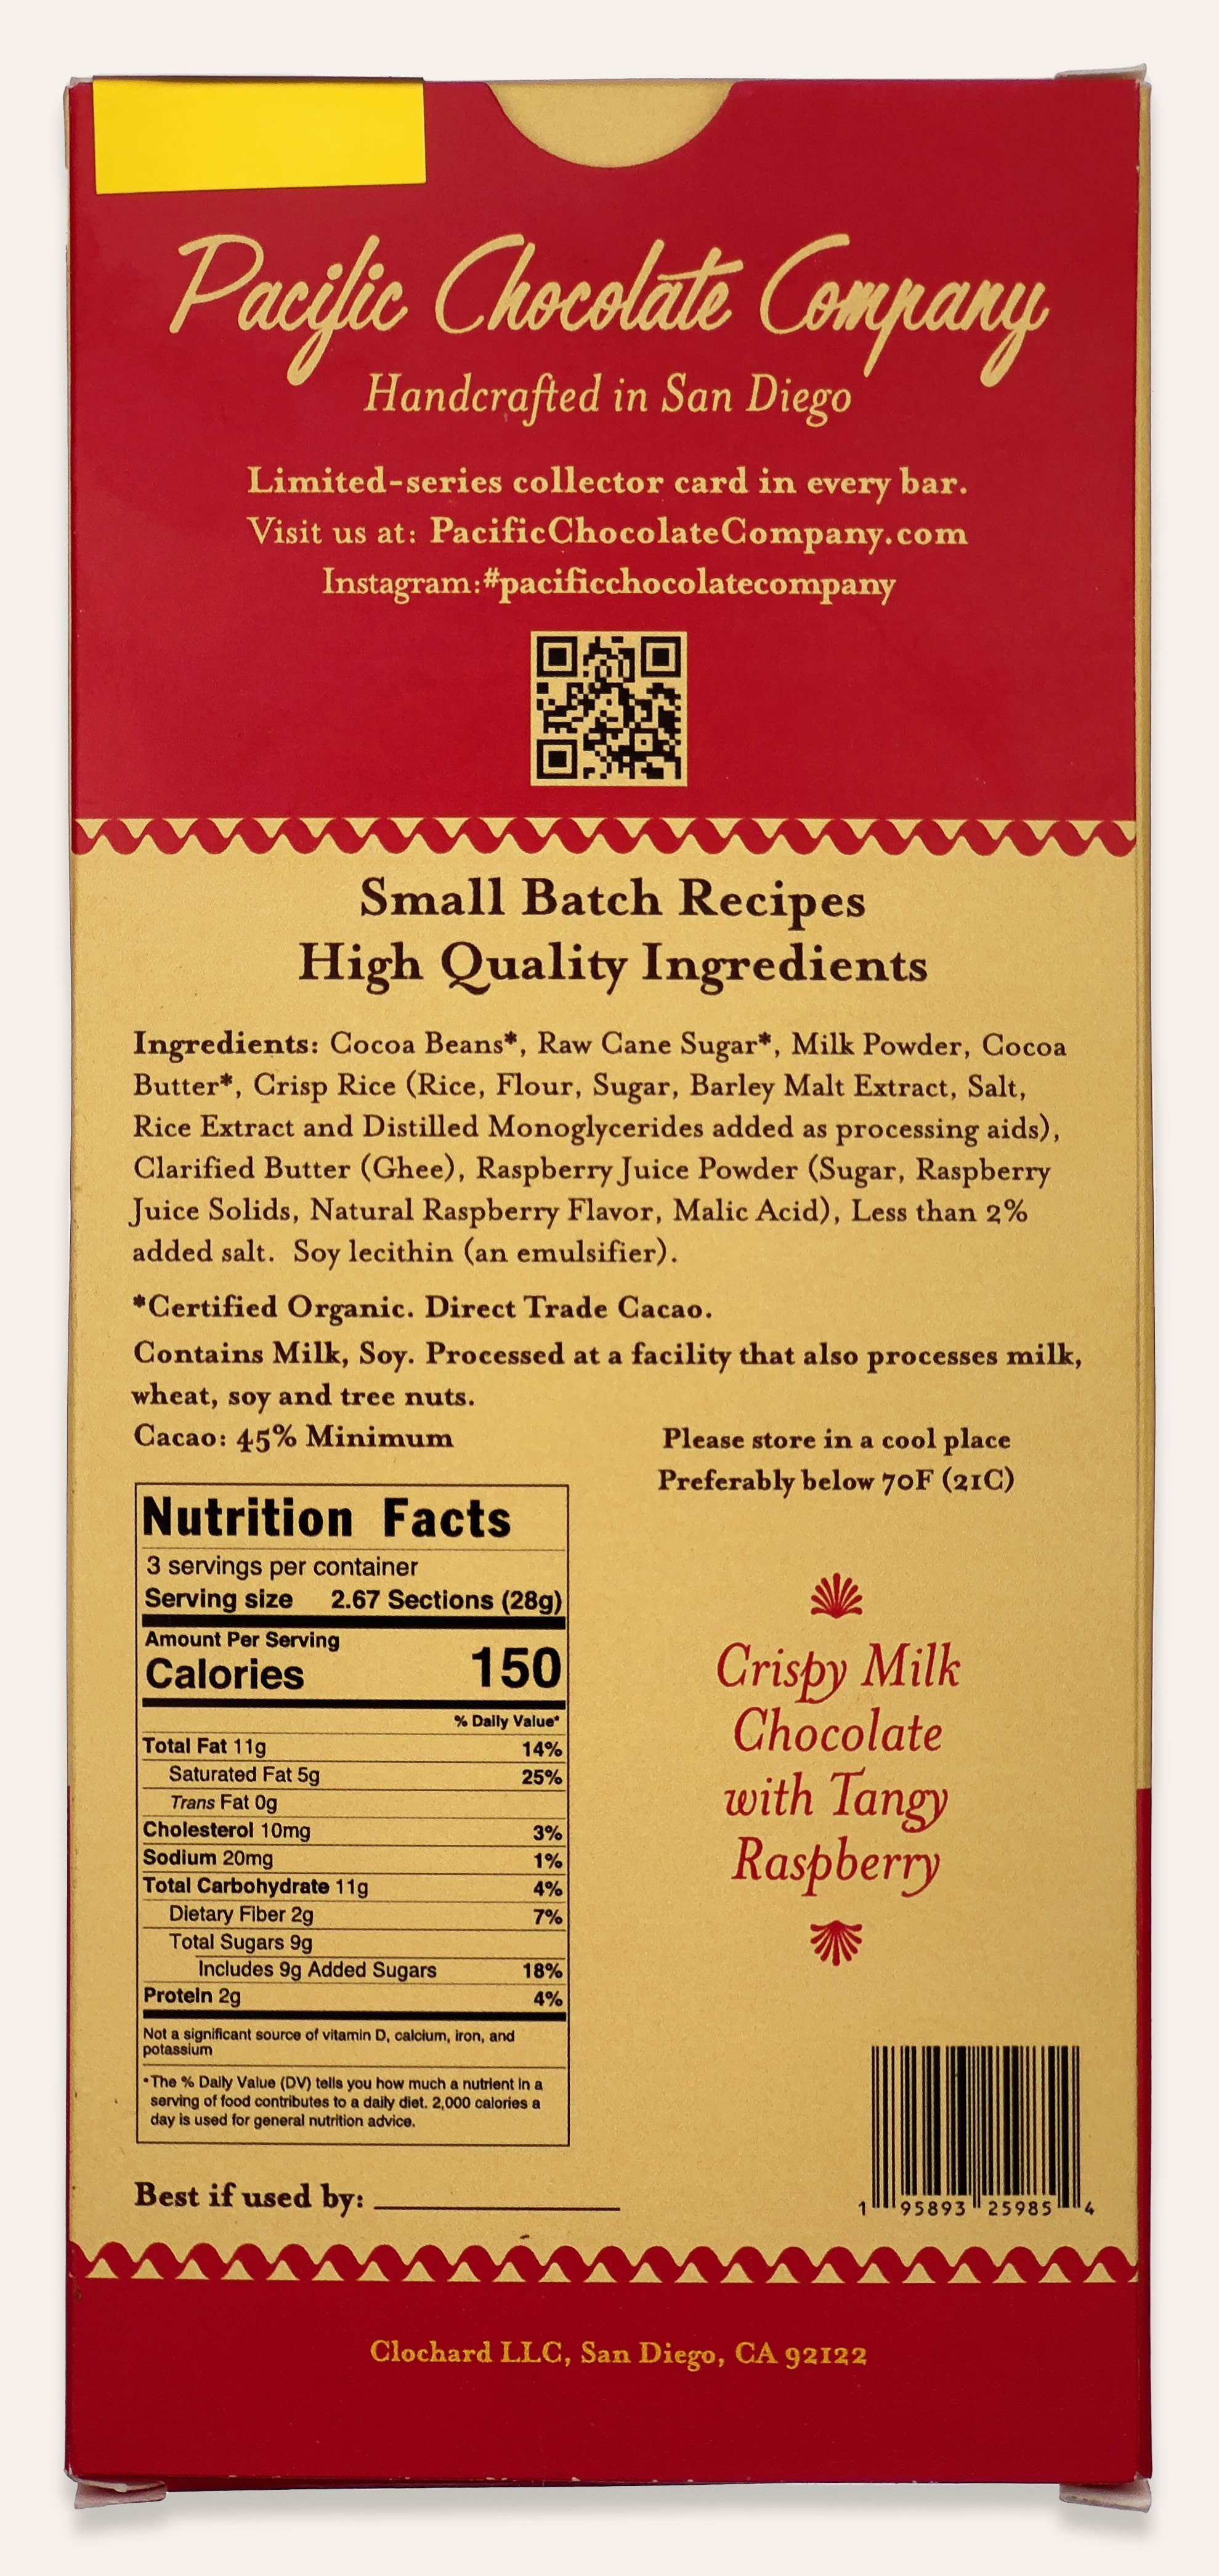 Pacific Chocolate Company
Handcrafted in San Diego
Limited-series collector card in every bar.
Visit us at: PacificChocolateCompany.com
Instagram:#pacificchocolatecompany
Small Batch Recipes
High Quality Ingredients
Ingredients: Cocoa Beans*, Raw Cane Sugar*, Milk Powder, Cocoa
Butter*, Crisp Rice (Rice, Flour, Sugar, Barley Malt Extract, Salt,
Rice Extract and Distilled Monoglycerides added as processing aids),
Clarified Butter (Ghee), Raspberry Juice Powder (Sugar, Raspberry
Juice Solids, Natural Raspberry Flavor, Malic Acid), Less than 2%
added salt.  Soy lecithin (an emulsifier).
*Certified Organic. Direct Trade Cacao.
Contains Milk, Soy. Processed at a facility that also processes milk,
wheat, soy and tree nuts.
Cacao: 45% Minimum
Please store in a cool place
Preferably below 70F (21C)
Nutrition Facts
3 servings per container
Serving size 2.67 Sections (28g)
Amount Per Serving
Calories 150
% Daily Value*
Total Fat 11g 14%
Saturated Fat 5g 25%
Trans Fat 0g
Cholesterol 10mg 3%
Sodium 20mg 1%
Total Carbohydrate 11g 4%
Dietary Fiber 2g 7%
Total Sugars 9g
Includes 9g Added Sugars 18%
Protein 2g 4%
Not a significant source of vitamin D, calcium, iron, and
potassium
*The % Daily Value (DV) tells you how much a nutrient in a
serving of food contributes to a daily diet. 2,000 calories a
day is used for general nutrition advice.
Crispy Milk
Chocolate
with Tangy
Raspberry
Best if used by:
1 95893 25985 4
Clochard LLC, San Diego, CA 92122